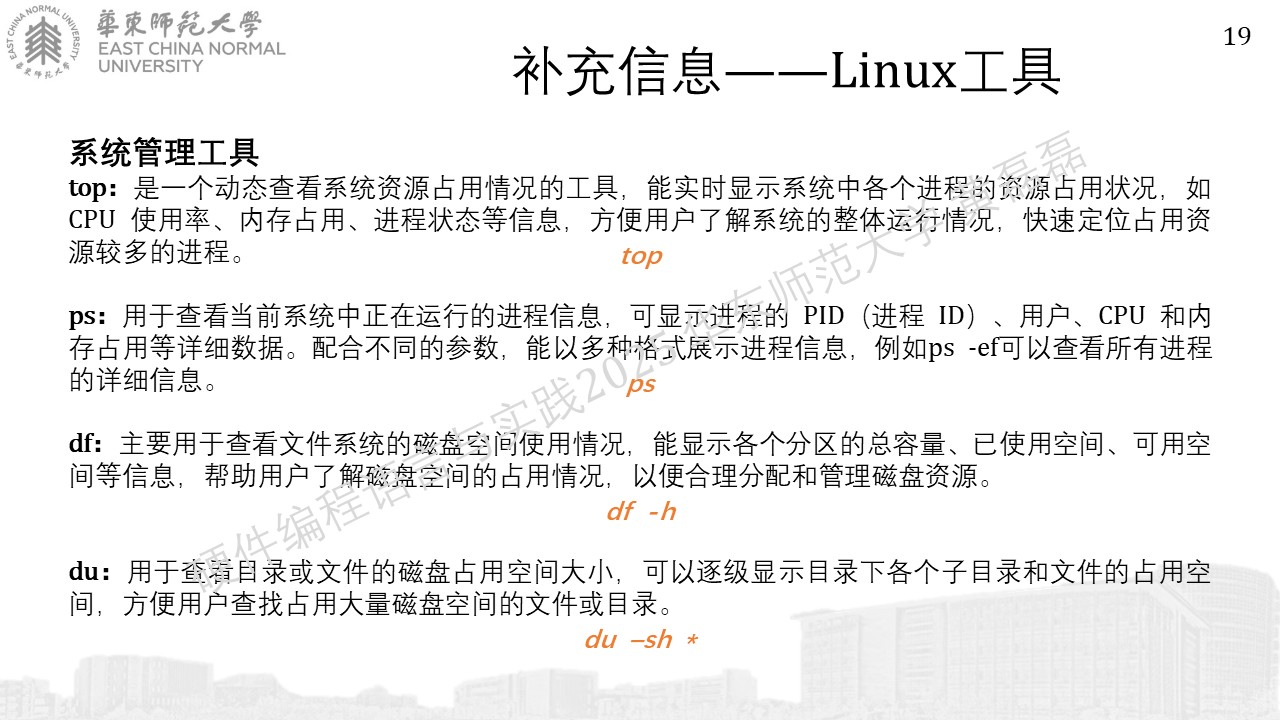 EAST CHINA NORMAL UNIVERSITY
華東師範大學
華東師範大學
EAST CHINA NORMAL
UNIVERSITY
19
补充信息——Linux工具
系统管理工具
top：是一个动态查看系统资源占用情况的工具，能实时显示系统中各个进程的资源占用状况，如
CPU 使用率、内存占用、进程状态等信息，方便用户了解系统的整体运行情况，快速定位占用资
源较多的进程。
top
ps：用于查看当前系统中正在运行的进程信息，可显示进程的 PID（进程 ID）、用户、CPU 和内
存占用等详细数据。配合不同的参数，能以多种格式展示进程信息，例如ps -ef可以查看所有进程
的详细信息。
ps
df：主要用于查看文件系统的磁盘空间使用情况，能显示各个分区的总容量、已使用空间、可用空
间等信息，帮助用户了解磁盘空间的占用情况，以便合理分配和管理磁盘资源。
df -h
du：用于查看目录或文件的磁盘占用空间大小，可以逐级显示目录下各个子目录和文件的占用空
间，方便用户查找占用大量磁盘空间的文件或目录。
du –sh *
硬件编程语言与实践2025 华东师范大学 黄磊磊